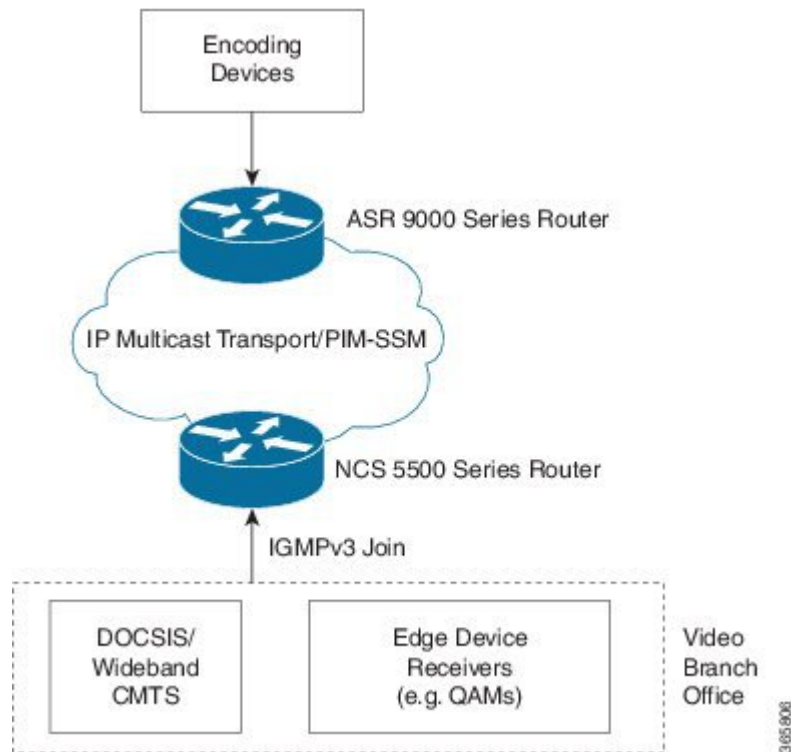 Encoding
Devices
ASR 9000 Series Router
IP Multicast Transport/PIM-SSM
NCS 5500 Series Router
IGMPv3 Join
DOCSIS/
Wideband
CMTS
Edge Device
Receivers
(e.g. QAMs)
Video
Branch
Office
365806